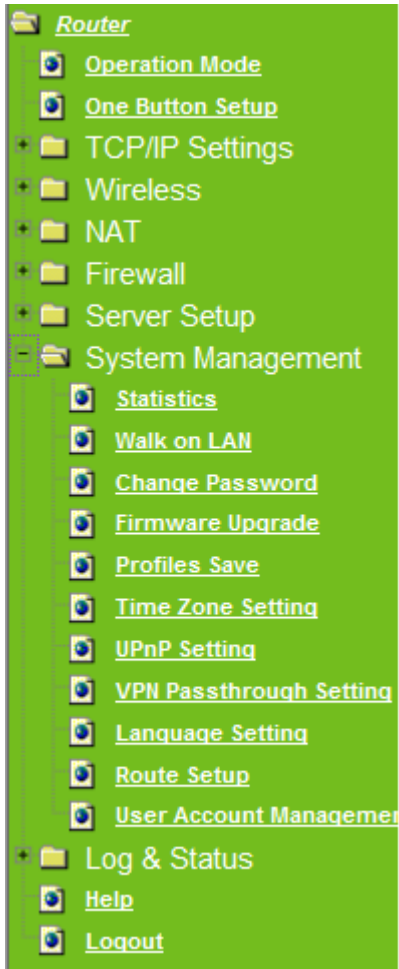 Router
Operation Mode
One Button Setup
TCP/IP Settings
Wireless
NAT
Firewall
Server Setup
System Management
Statistics
Walk on LAN
Change Password
Firmware Upgrade
Profiles Save
Time Zone Setting
UPnP Setting
VPN Passthrough Setting
Language Setting
Route Setup
User Account Managemen
Log & Status
Help
Logout